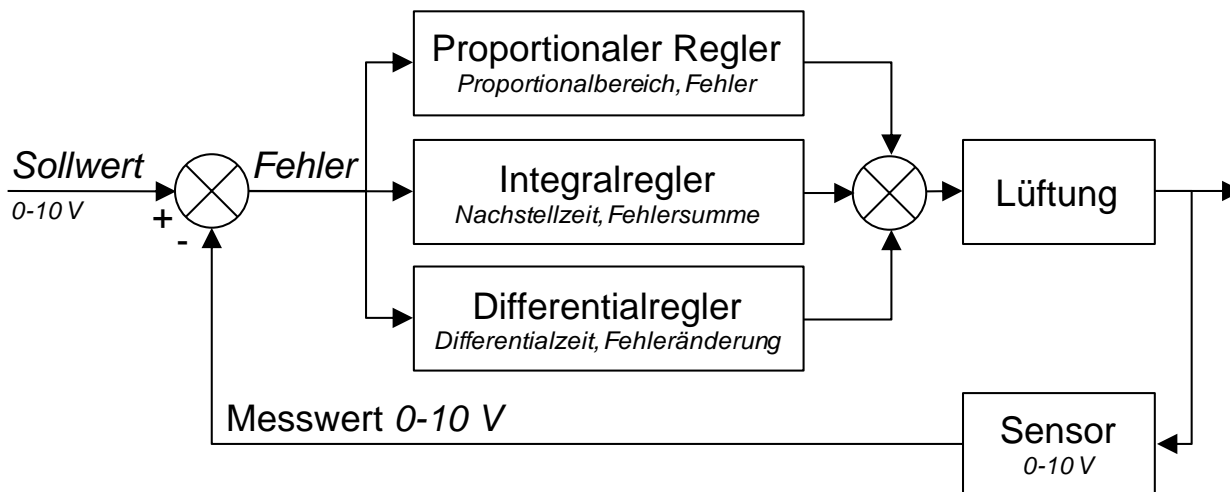 Proportionaler Regler
Proportionalbereich, Fehler
Sollwert
0-10 V
+
-
Fehler
Integralregler
Nachstellzeit, Fehlersumme
Lüftung
Differentialregler
Differentialzeit, Fehleränderung
Messwert 0-10 V
Sensor
0-10 V